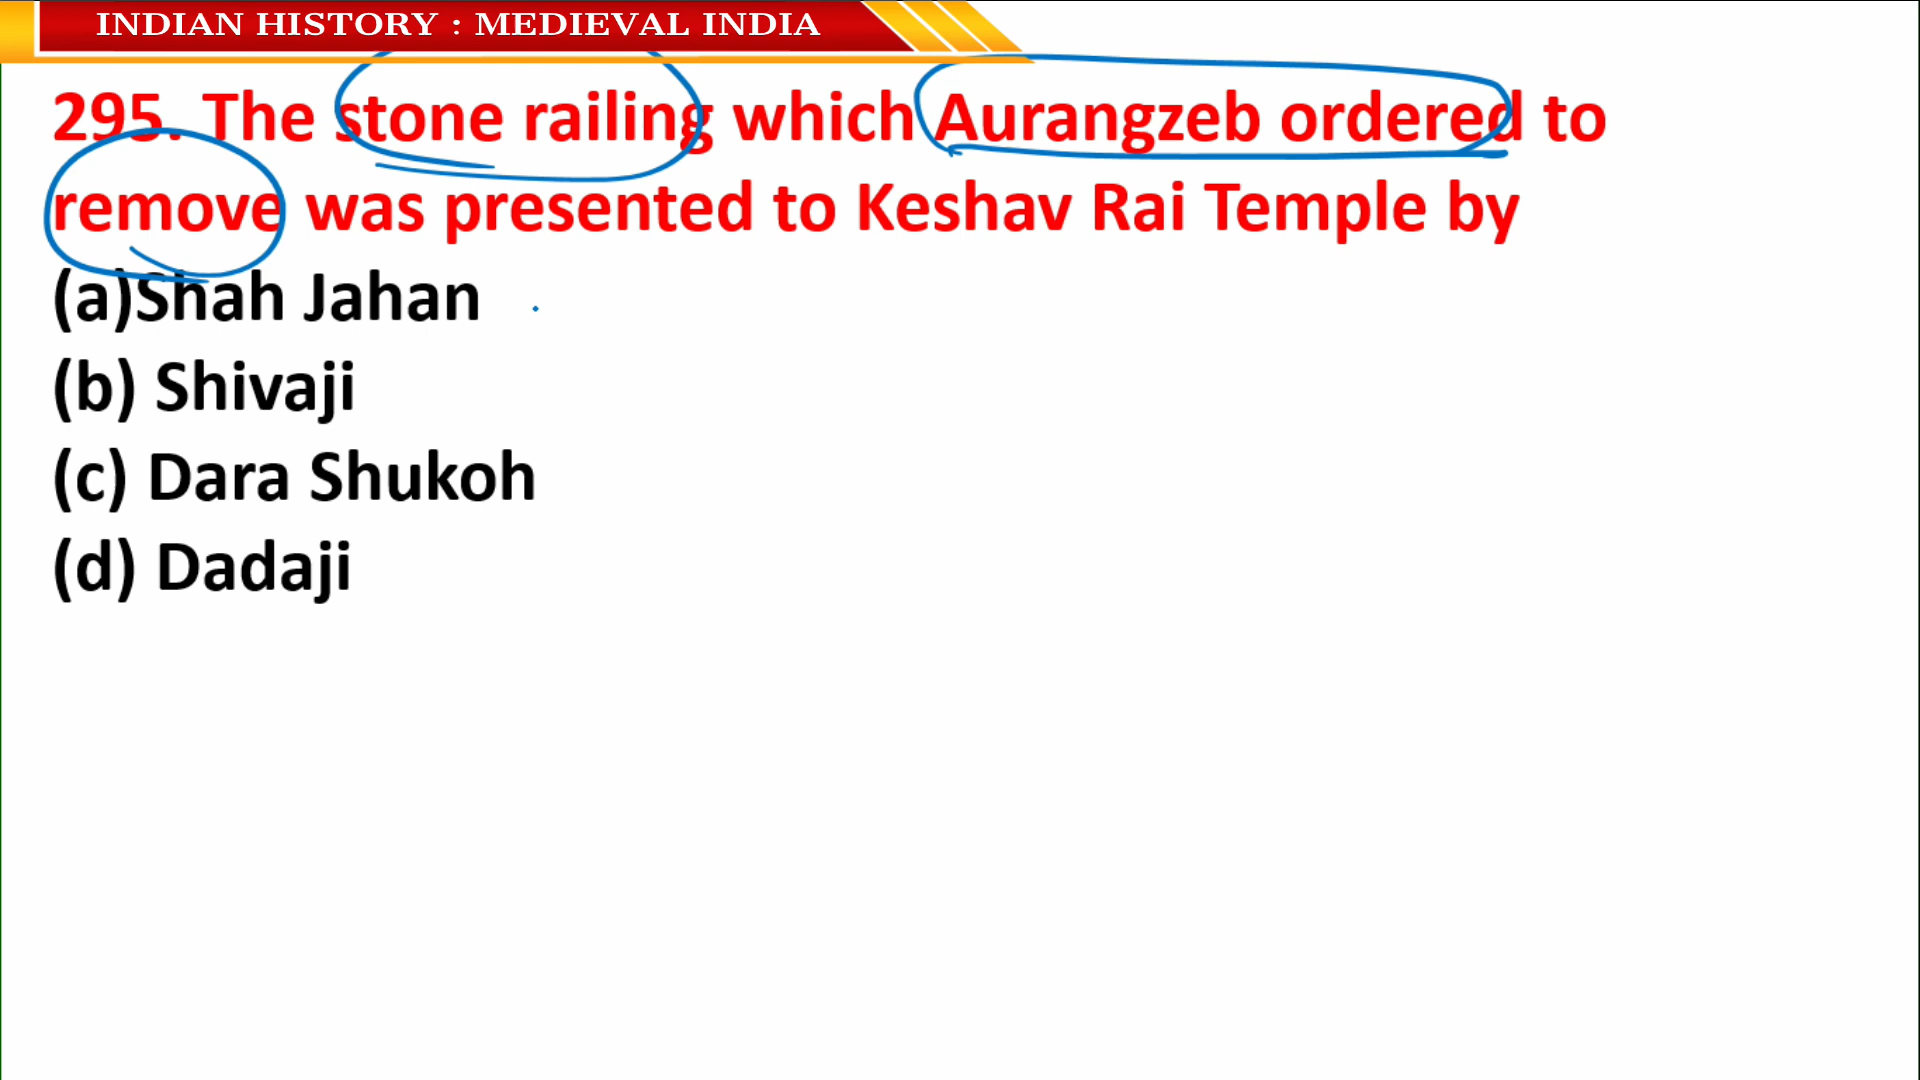 INDIAN HISTORY : MEDIEVAL INDIA
295. The stone railing which Aurangzeb ordered to
remove was presented to Keshav Rai Temple by
(a)Shah Jahan
(b) Shivaji
(c) Dara Shukoh
(d) Dadaji